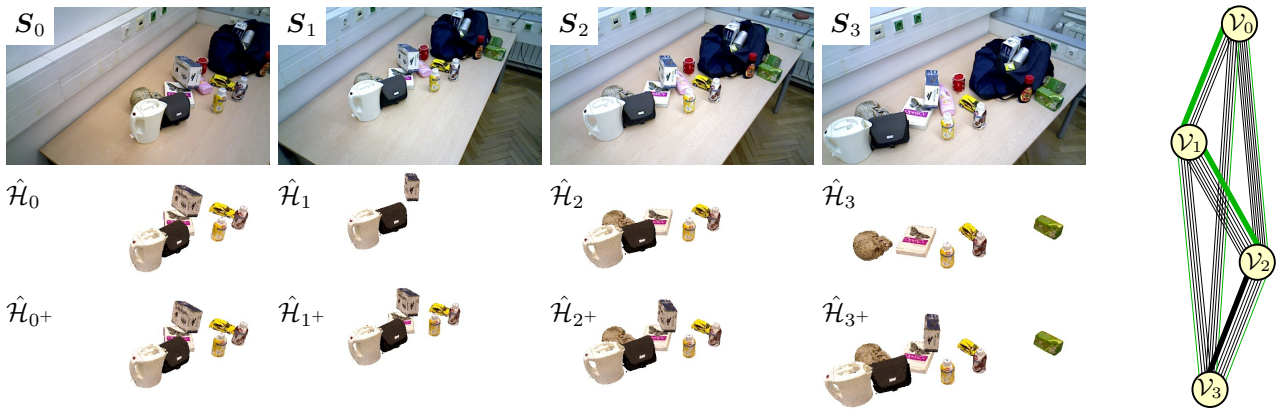 S₀ S₁ S₂ S₃
Ĥ₀ Ĥ₁ Ĥ₂ Ĥ₃
Ĥ₀₊ Ĥ₁₊ Ĥ₂₊ Ĥ₃₊
𝒱₀
𝒱₁
𝒱₂
𝒱₃